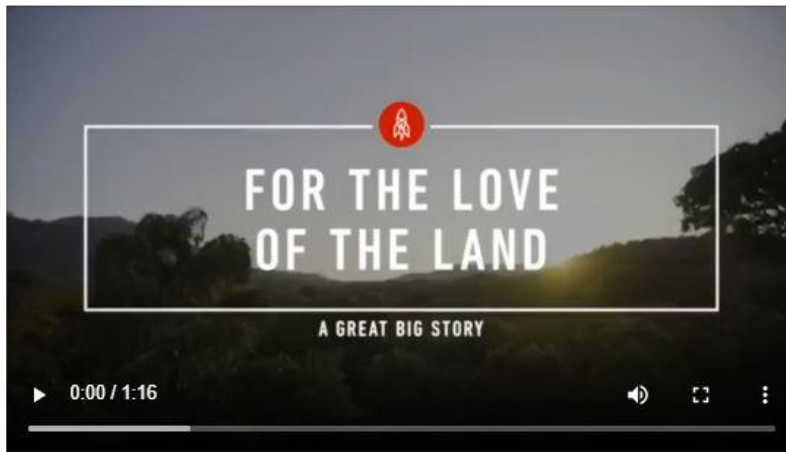 FOR THE LOVE
OF THE LAND
A GREAT BIG STORY
0:00 / 1:16